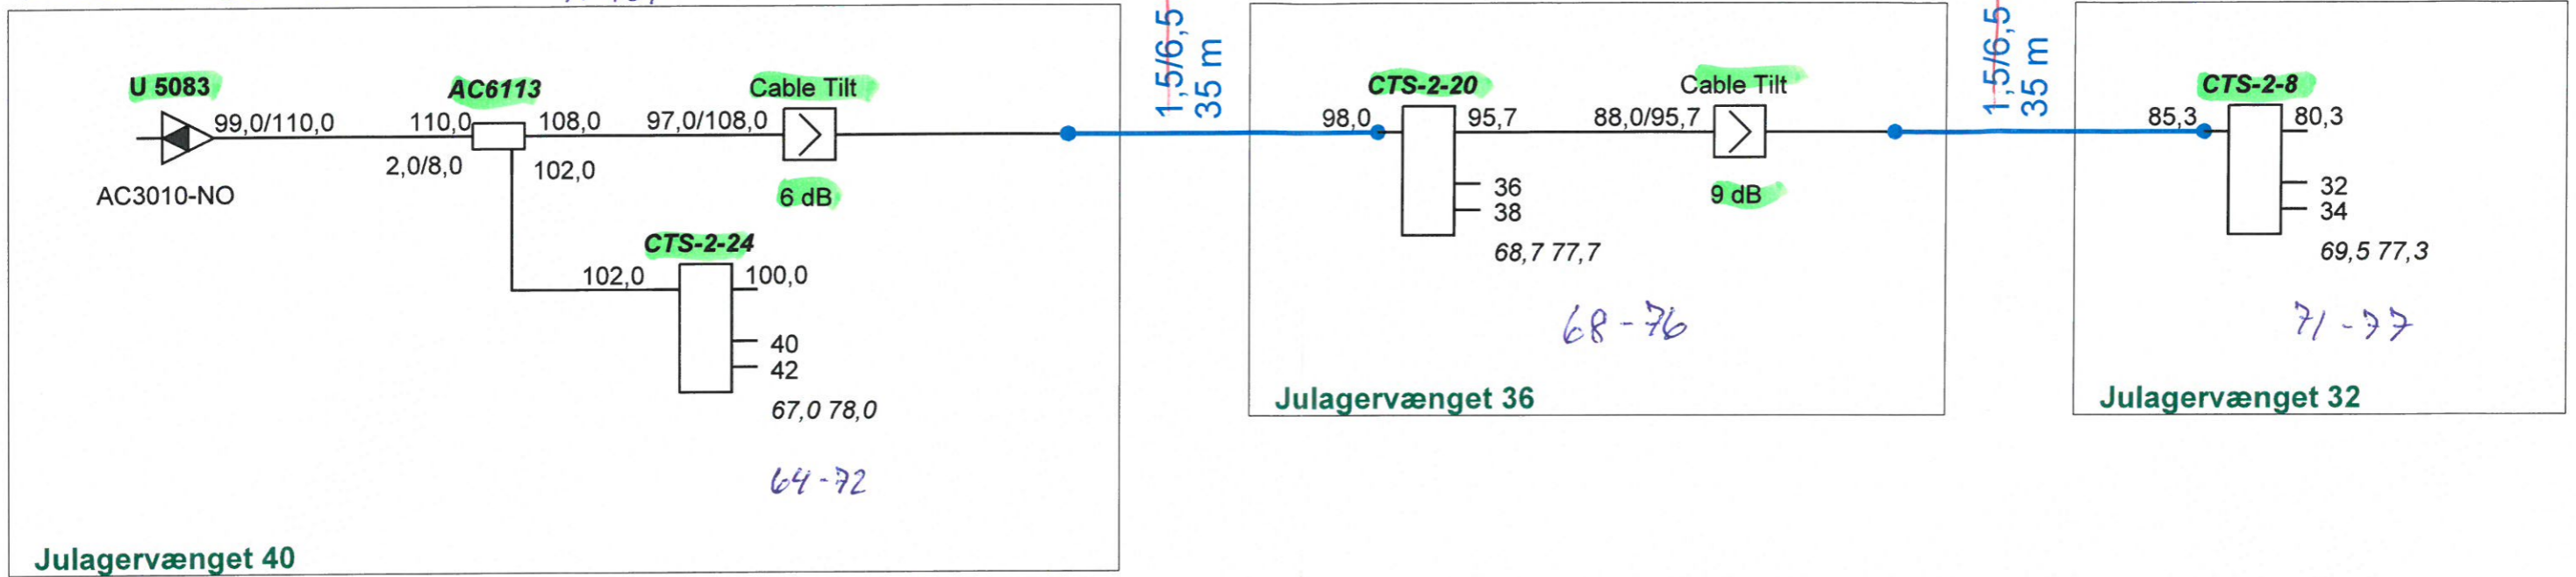 U 5083
99,0/110,0
AC3010-NO
AC6113
110,0
108,0
2,0/8,0
102,0
97,0/108,0
Cable Tilt
6 dB
CTS-2-24
102,0
100,0
40
42
67,0 78,0
64-72
Julagervænget 40
1,5/6,5
35 m
CTS-2-20
98,0
95,7
36
38
68,7 77,7
88,0/95,7
Cable Tilt
9 dB
68-76
Julagervænget 36
1,5/6,5
35 m
CTS-2-8
85,3
80,3
32
34
69,5 77,3
71-77
Julagervænget 32